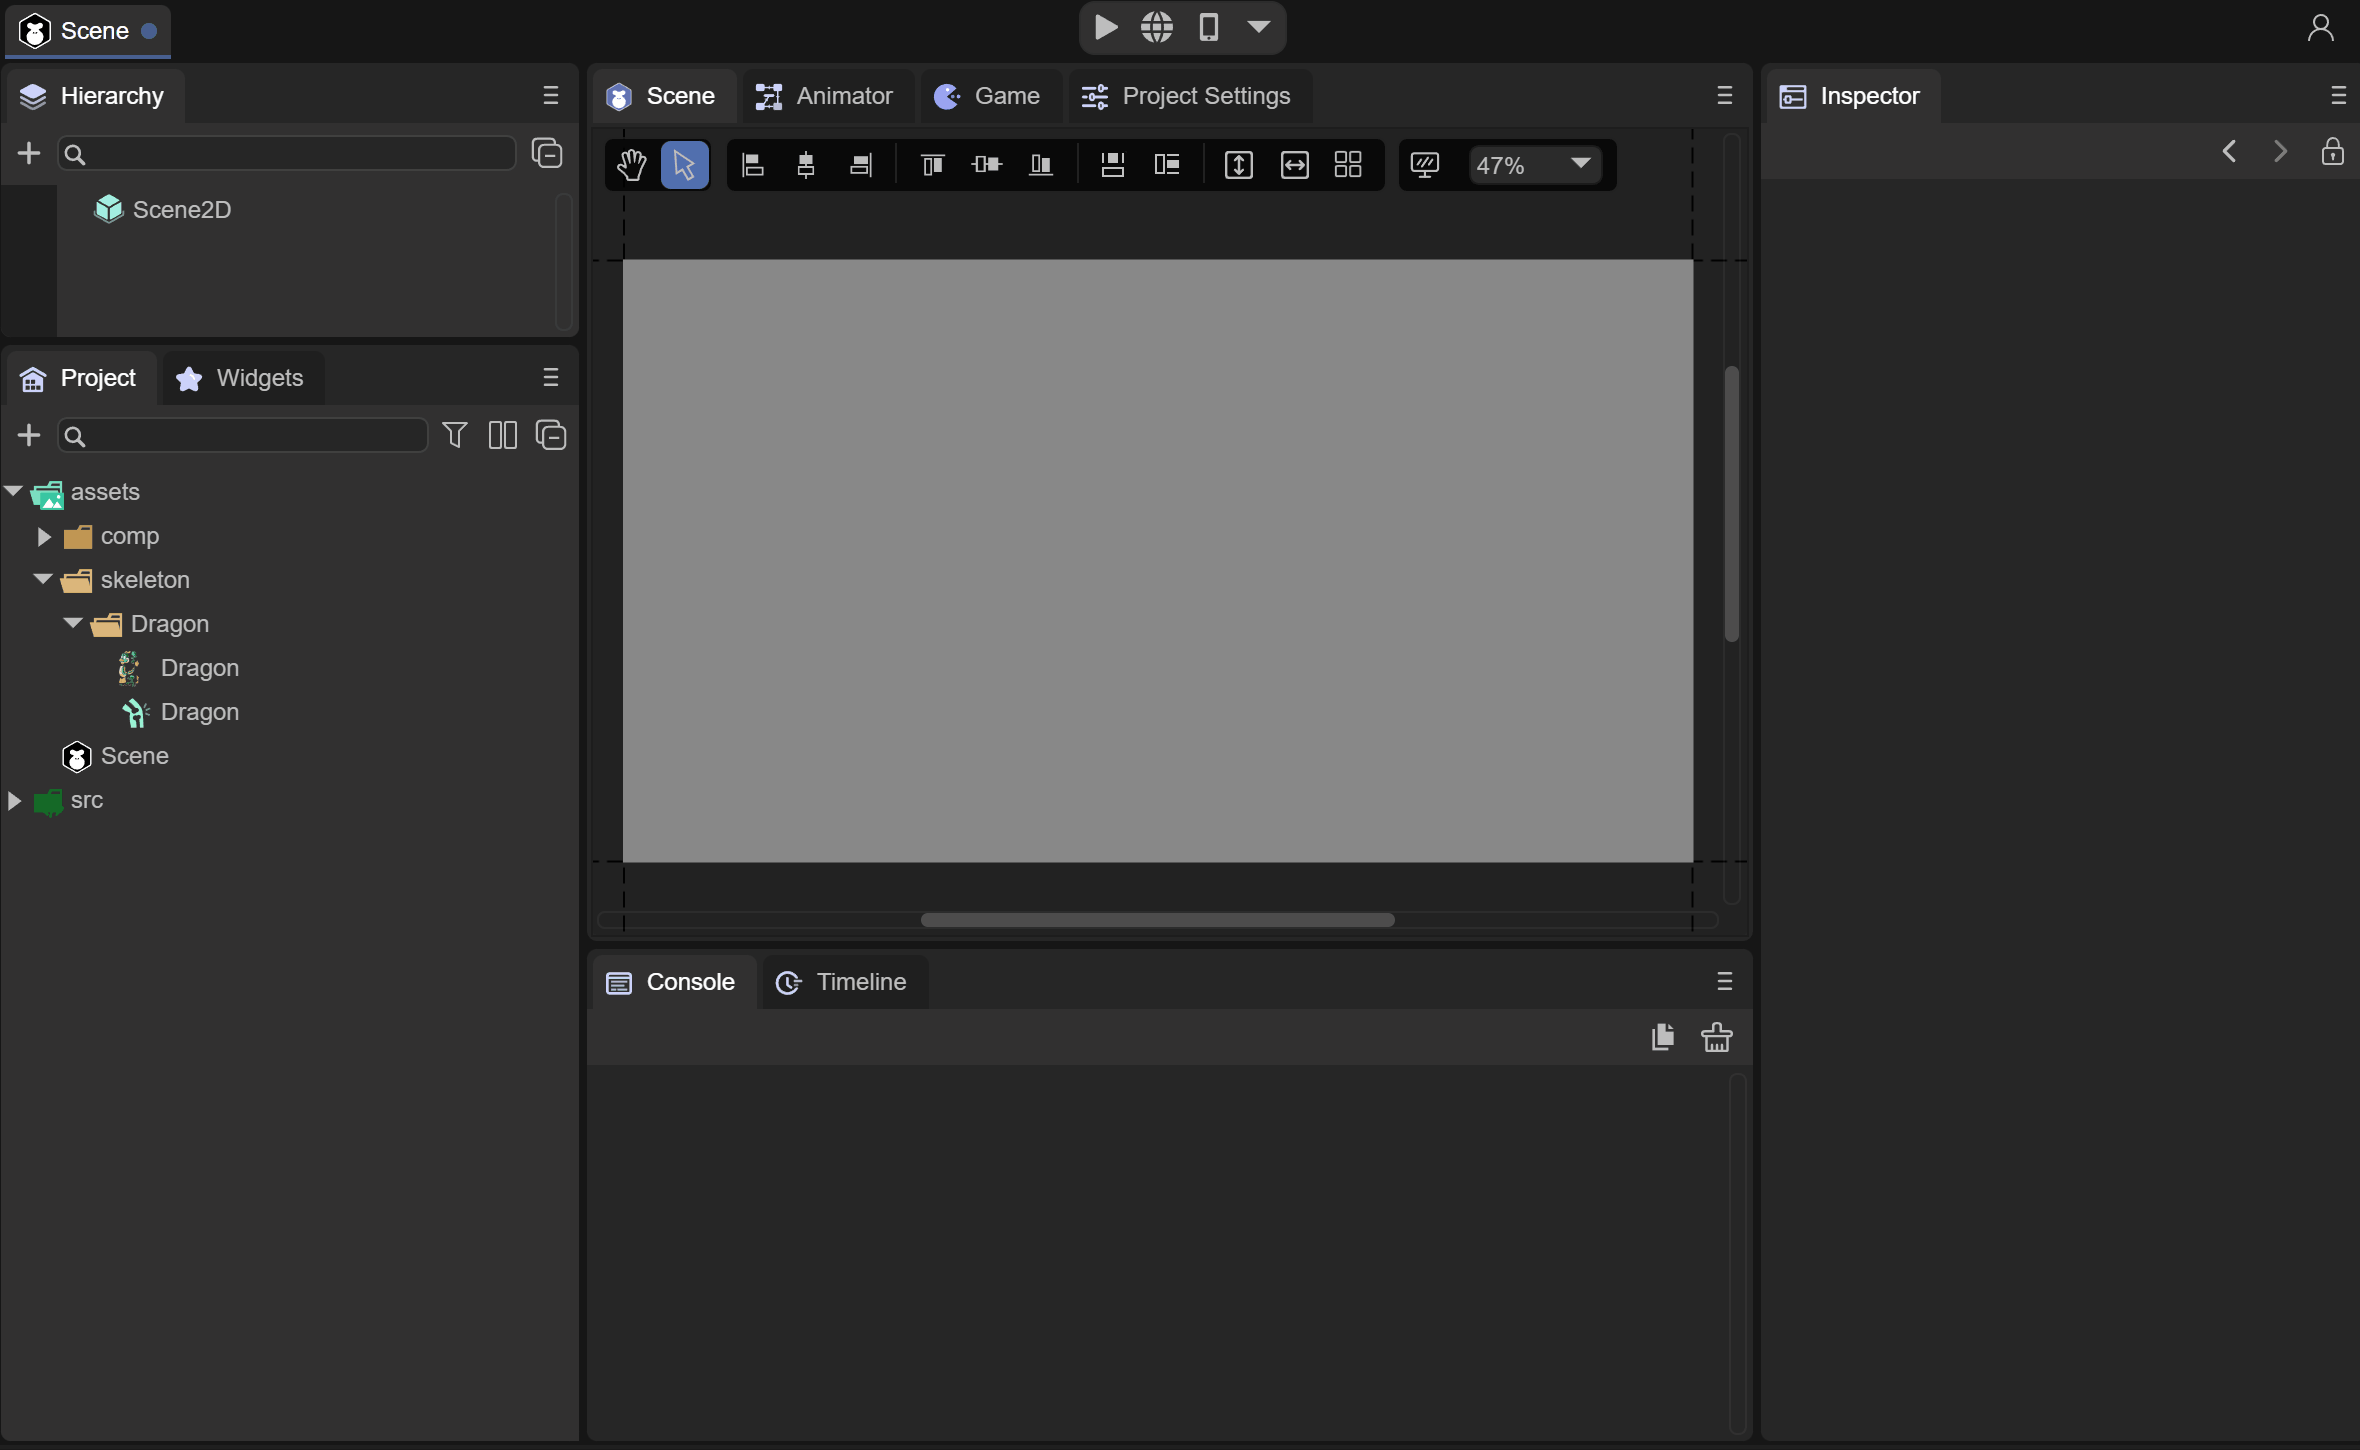 Scene
Hierarchy
Scene2D
Project
Widgets
assets
comp
skeleton
Dragon
Dragon
Dragon
Scene
src
Scene
Animator
Game
Project Settings
47%
Console
Timeline
Inspector